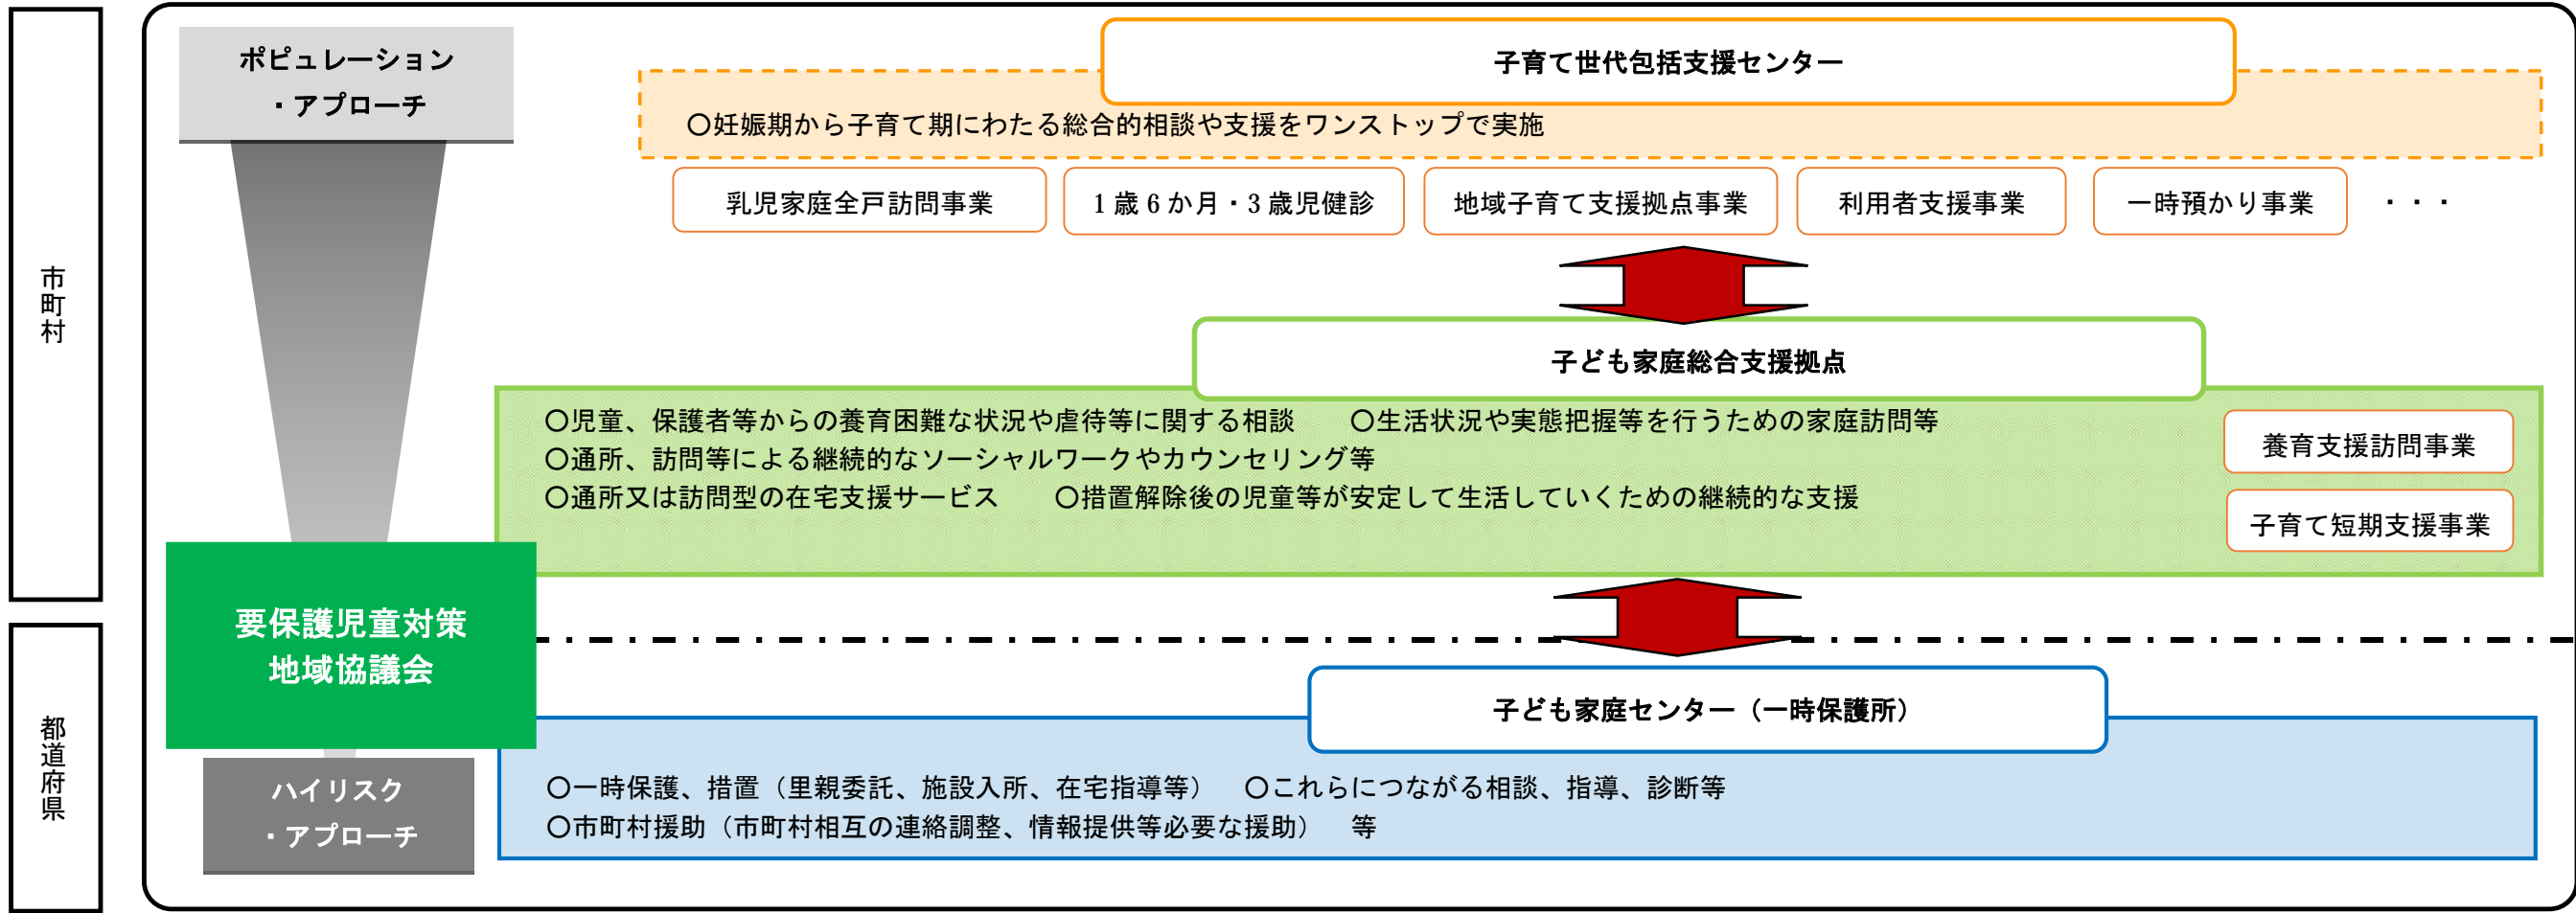 市町村
ポピュレーション
・アプローチ
子育て世代包括支援センター
〇妊娠期から子育て期にわたる総合的相談や支援をワンストップで実施
乳児家庭全戸訪問事業
1歳6か月・3歳児健診
地域子育て支援拠点事業
利用者支援事業
一時預かり事業
・・・
子ども家庭総合支援拠点
〇児童、保護者等からの養育困難な状況や虐待等に関する相談　〇生活状況や実態把握等を行うための家庭訪問等
〇通所、訪問等による継続的なソーシャルワークやカウンセリング等
〇通所又は訪問型の在宅支援サービス　〇措置解除後の児童等が安定して生活していくための継続的な支援
養育支援訪問事業
子育て短期支援事業
要保護児童対策
地域協議会
都道府県
子ども家庭センター（一時保護所）
〇一時保護、措置（里親委託、施設入所、在宅指導等）　〇これらにつながる相談、指導、診断等
〇市町村援助（市町村相互の連絡調整、情報提供等必要な援助）　等
ハイリスク
・アプローチ